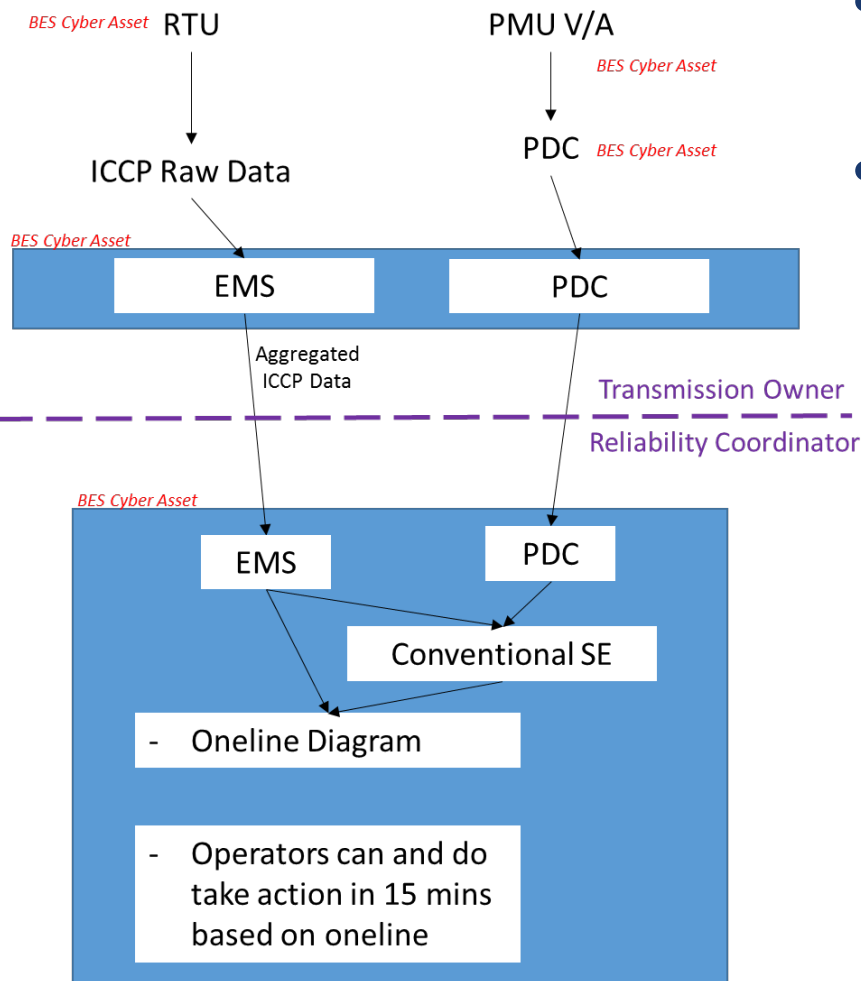 BES Cyber Asset RTU
PMU V/A
BES Cyber Asset
PDC BES Cyber Asset
ICCP Raw Data
BES Cyber Asset
EMS
PDC
Aggregated
ICCP Data
Transmission Owner
Reliability Coordinator
BES Cyber Asset
EMS
PDC
Conventional SE
- Oneline Diagram
- Operators can and do
take action in 15 mins
based on oneline